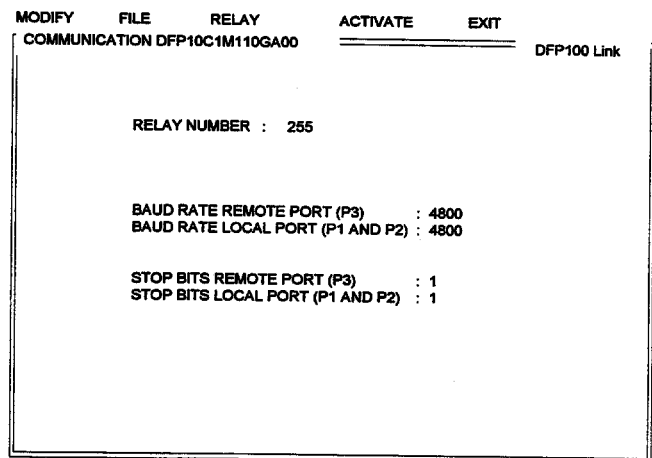 MODIFY FILE RELAY ACTIVATE EXIT
COMMUNICATION DFP10C1M110GA00
DFP100 Link
RELAY NUMBER : 255
BAUD RATE REMOTE PORT (P3) : 4800
BAUD RATE LOCAL PORT (P1 AND P2) : 4800
STOP BITS REMOTE PORT (P3) : 1
STOP BITS LOCAL PORT (P1 AND P2) : 1